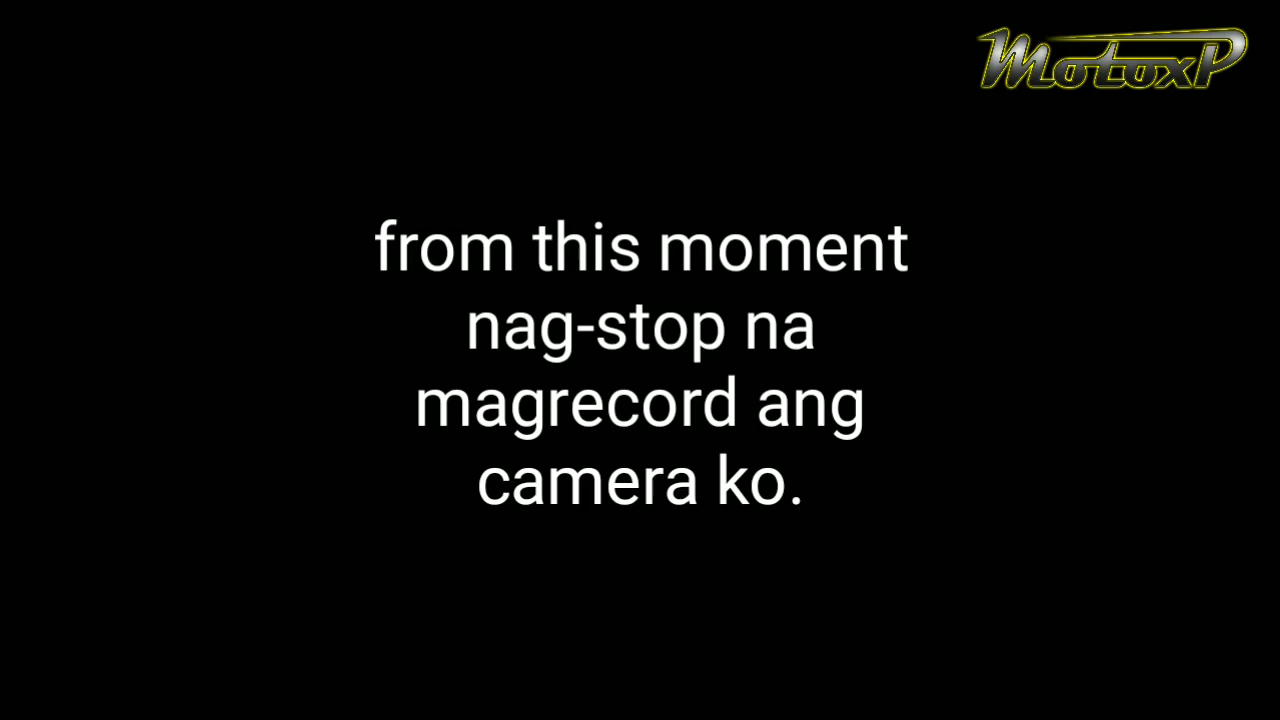 MotoxP
from this moment
nag-stop na
magrecord ang
camera ko.